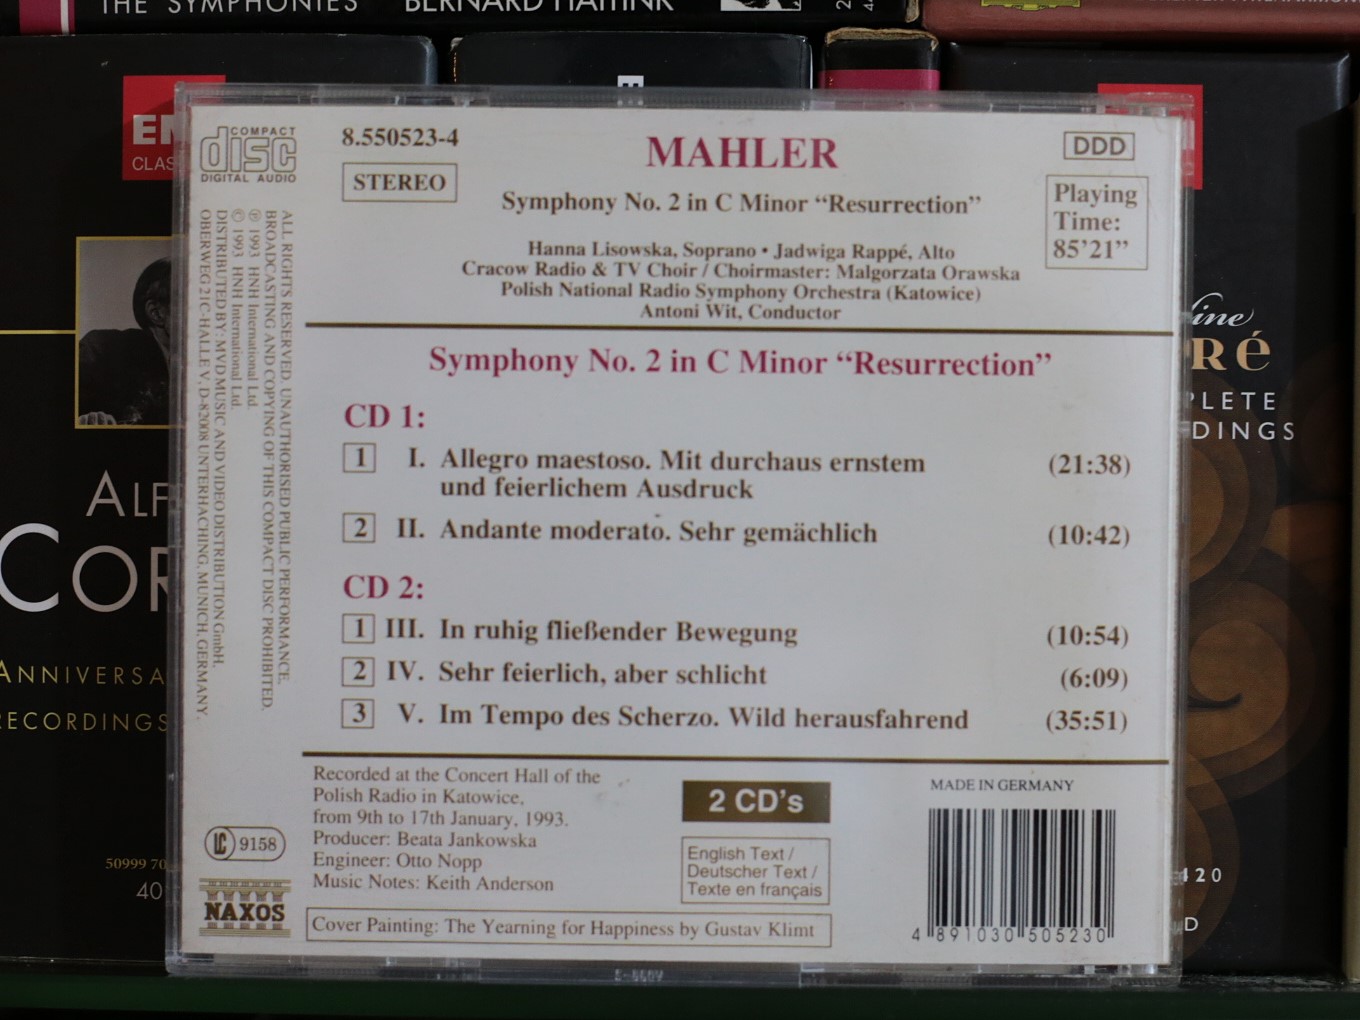 THE SYMPHONIES BERNARD HAITINK
EM
CLAS
ALF
COR
ANNIVERSA
RECORDINGS
50999 70
40
COMPACT
disc
DIGITAL AUDIO
ALL RIGHTS RESERVED. UNAUTHORISED PUBLIC PERFORMANCE,
BROADCASTING AND COPYING OF THIS COMPACT DISC PROHIBITED.
℗ 1993 HNH International Ltd.
© 1993 HNH International Ltd.
DISTRIBUTED BY: MVD MUSIC AND VIDEO DISTRIBUTION GmbH,
OBERWEG 21C-HALLE V, D-82008 UNTERHACHING, MUNICH, GERMANY.
LC 9158
NAXOS
8.550523-4
STEREO
MAHLER
DDD
Symphony No. 2 in C Minor “Resurrection”
Playing
Time:
85’21”
Hanna Lisowska, Soprano • Jadwiga Rappé, Alto
Cracow Radio & TV Choir / Choirmaster: Malgorzata Orawska
Polish National Radio Symphony Orchestra (Katowice)
Antoni Wit, Conductor
Symphony No. 2 in C Minor “Resurrection”
CD 1:
1 I. Allegro maestoso. Mit durchaus ernstem (21:38)
und feierlichem Ausdruck
2 II. Andante moderato. Sehr gemächlich (10:42)
CD 2:
1 III. In ruhig fließender Bewegung (10:54)
2 IV. Sehr feierlich, aber schlicht (6:09)
3 V. Im Tempo des Scherzo. Wild herausfahrend (35:51)
Recorded at the Concert Hall of the
Polish Radio in Katowice,
from 9th to 17th January, 1993.
Producer: Beata Jankowska
Engineer: Otto Nopp
Music Notes: Keith Anderson
2 CD’s
English Text /
Deutscher Text /
Texte en français
Cover Painting: The Yearning for Happiness by Gustav Klimt
MADE IN GERMANY
4 891030 505230
line
RÉ
PLETE
DINGS
420
D